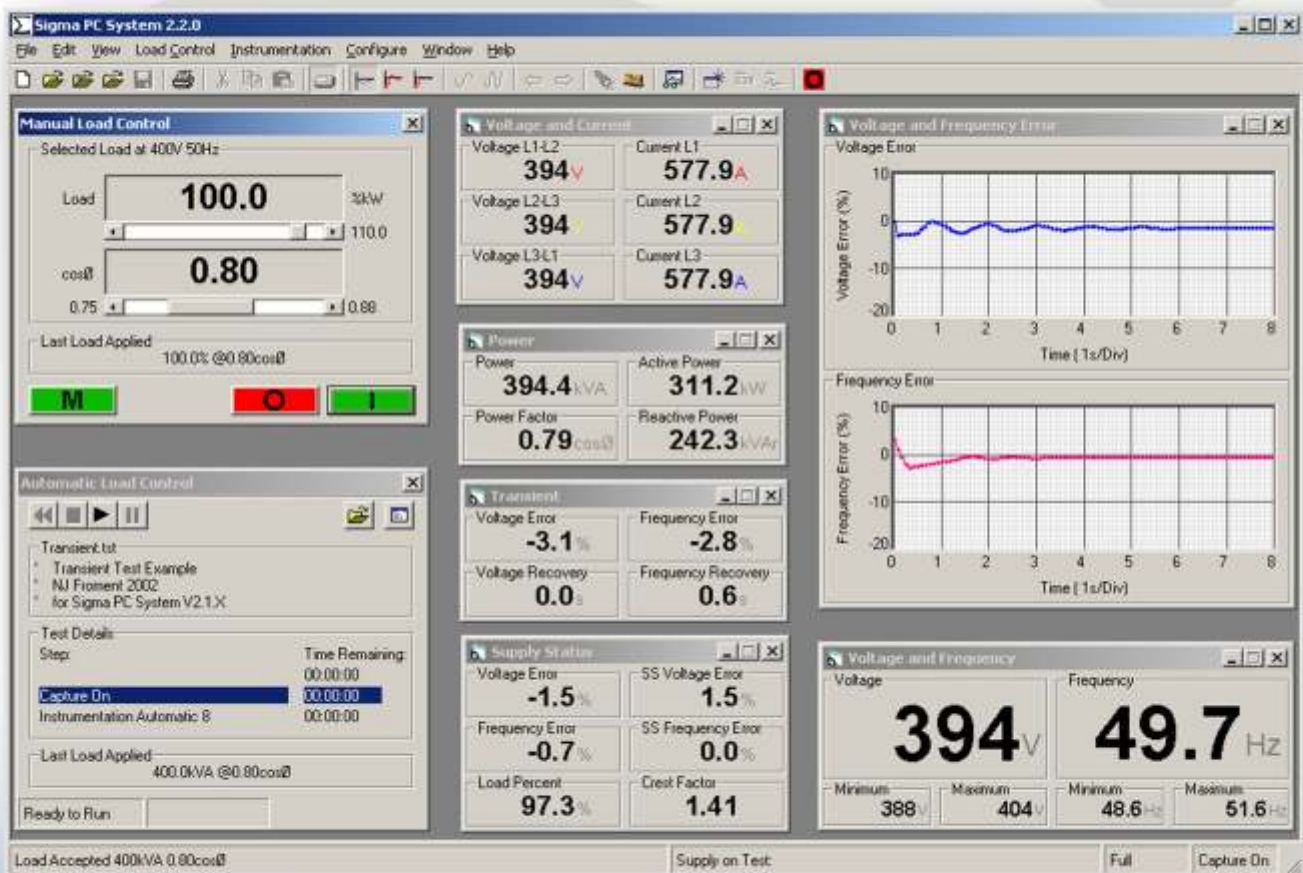 Sigma PC System 2.2.0
File Edit View Load Control Instrumentation Configure Window Help
Manual Load Control
Selected Load at 400V 50Hz
Load 100.0 %kW
110.0
cosØ 0.80
0.75 0.88
Last Load Applied
100.0% @0.80cosØ
M O I
Automatic Load Control
Transient.tst
* Transient Test Example
* NJ Froment 2002
* for Sigma PC System V2.1.X
Test Details
Step: Time Remaining:
00:00:00
Capture On 00:00:00
Instrumentation Automatic 8 00:00:00
Last Load Applied
400.0kVA @0.80cosØ
Ready to Run
Voltage and Current
Voltage L1-L2 Current L1
394V 577.9A
Voltage L2-L3 Current L2
394V 577.9A
Voltage L3-L1 Current L3
394V 577.9A
Power
Power Active Power
394.4kVA 311.2kW
Power Factor Reactive Power
0.79cosØ 242.3kVAr
Transient
Voltage Error Frequency Error
-3.1% -2.8%
Voltage Recovery Frequency Recovery
0.0s 0.6s
Supply Status
Voltage Error SS Voltage Error
-1.5% 1.5%
Frequency Error SS Frequency Error
-0.7% 0.0%
Load Percent Crest Factor
97.3% 1.41
Voltage and Frequency Error
Voltage Error
Voltage Error (%)
10
0
-10
-20
0 1 2 3 4 5 6 7 8
Time ( 1s/Div)
Frequency Error
Frequency Error (%)
10
0
-10
-20
0 1 2 3 4 5 6 7 8
Time ( 1s/Div)
Voltage and Frequency
Voltage Frequency
394V 49.7Hz
Minimum Maximum Minimum Maximum
388V 404V 48.6Hz 51.6Hz
Load Accepted 400kVA 0.80cosØ Supply on Test: Full Capture On